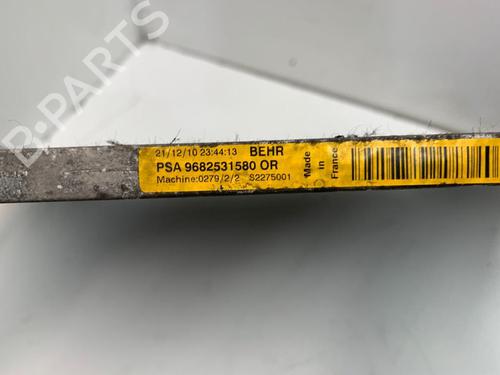 B-PARTS
21/12/10 23:44:13 BEHR
PSA 9682531580 OR
Machine:0279/2/2 S2275001
Made
in
France